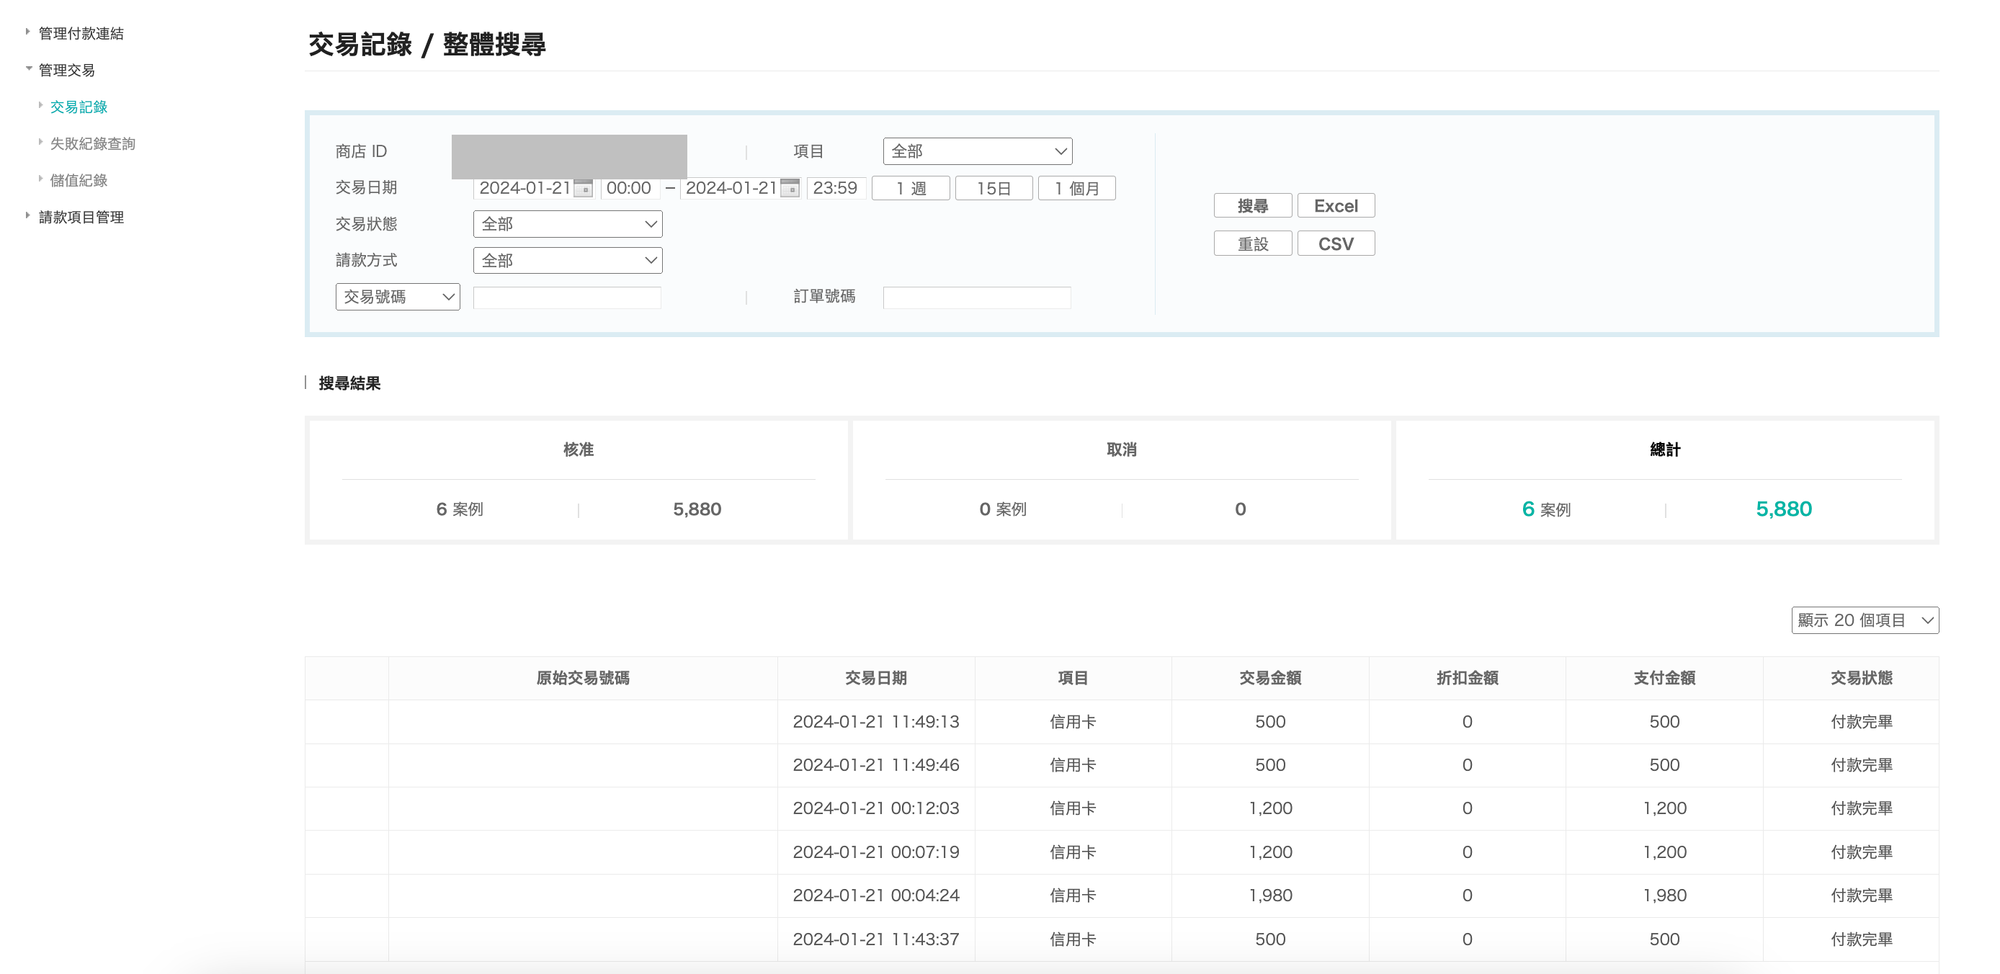 管理付款連結
管理交易
交易記錄
失敗紀錄查詢
儲值紀錄
請款項目管理
交易記錄 / 整體搜尋
商店 ID 項目 全部
交易日期 2024-01-21 00:00 – 2024-01-21 23:59 1 週 15日 1 個月
交易狀態 全部
請款方式 全部
交易號碼 訂單號碼
搜尋 Excel
重設 CSV
搜尋結果
核准 取消 總計
6 案例 5,880 0 案例 0 6 案例 5,880
顯示 20 個項目
原始交易號碼 交易日期 項目 交易金額 折扣金額 支付金額 交易狀態
2024-01-21 11:49:13 信用卡 500 0 500 付款完畢
2024-01-21 11:49:46 信用卡 500 0 500 付款完畢
2024-01-21 00:12:03 信用卡 1,200 0 1,200 付款完畢
2024-01-21 00:07:19 信用卡 1,200 0 1,200 付款完畢
2024-01-21 00:04:24 信用卡 1,980 0 1,980 付款完畢
2024-01-21 11:43:37 信用卡 500 0 500 付款完畢